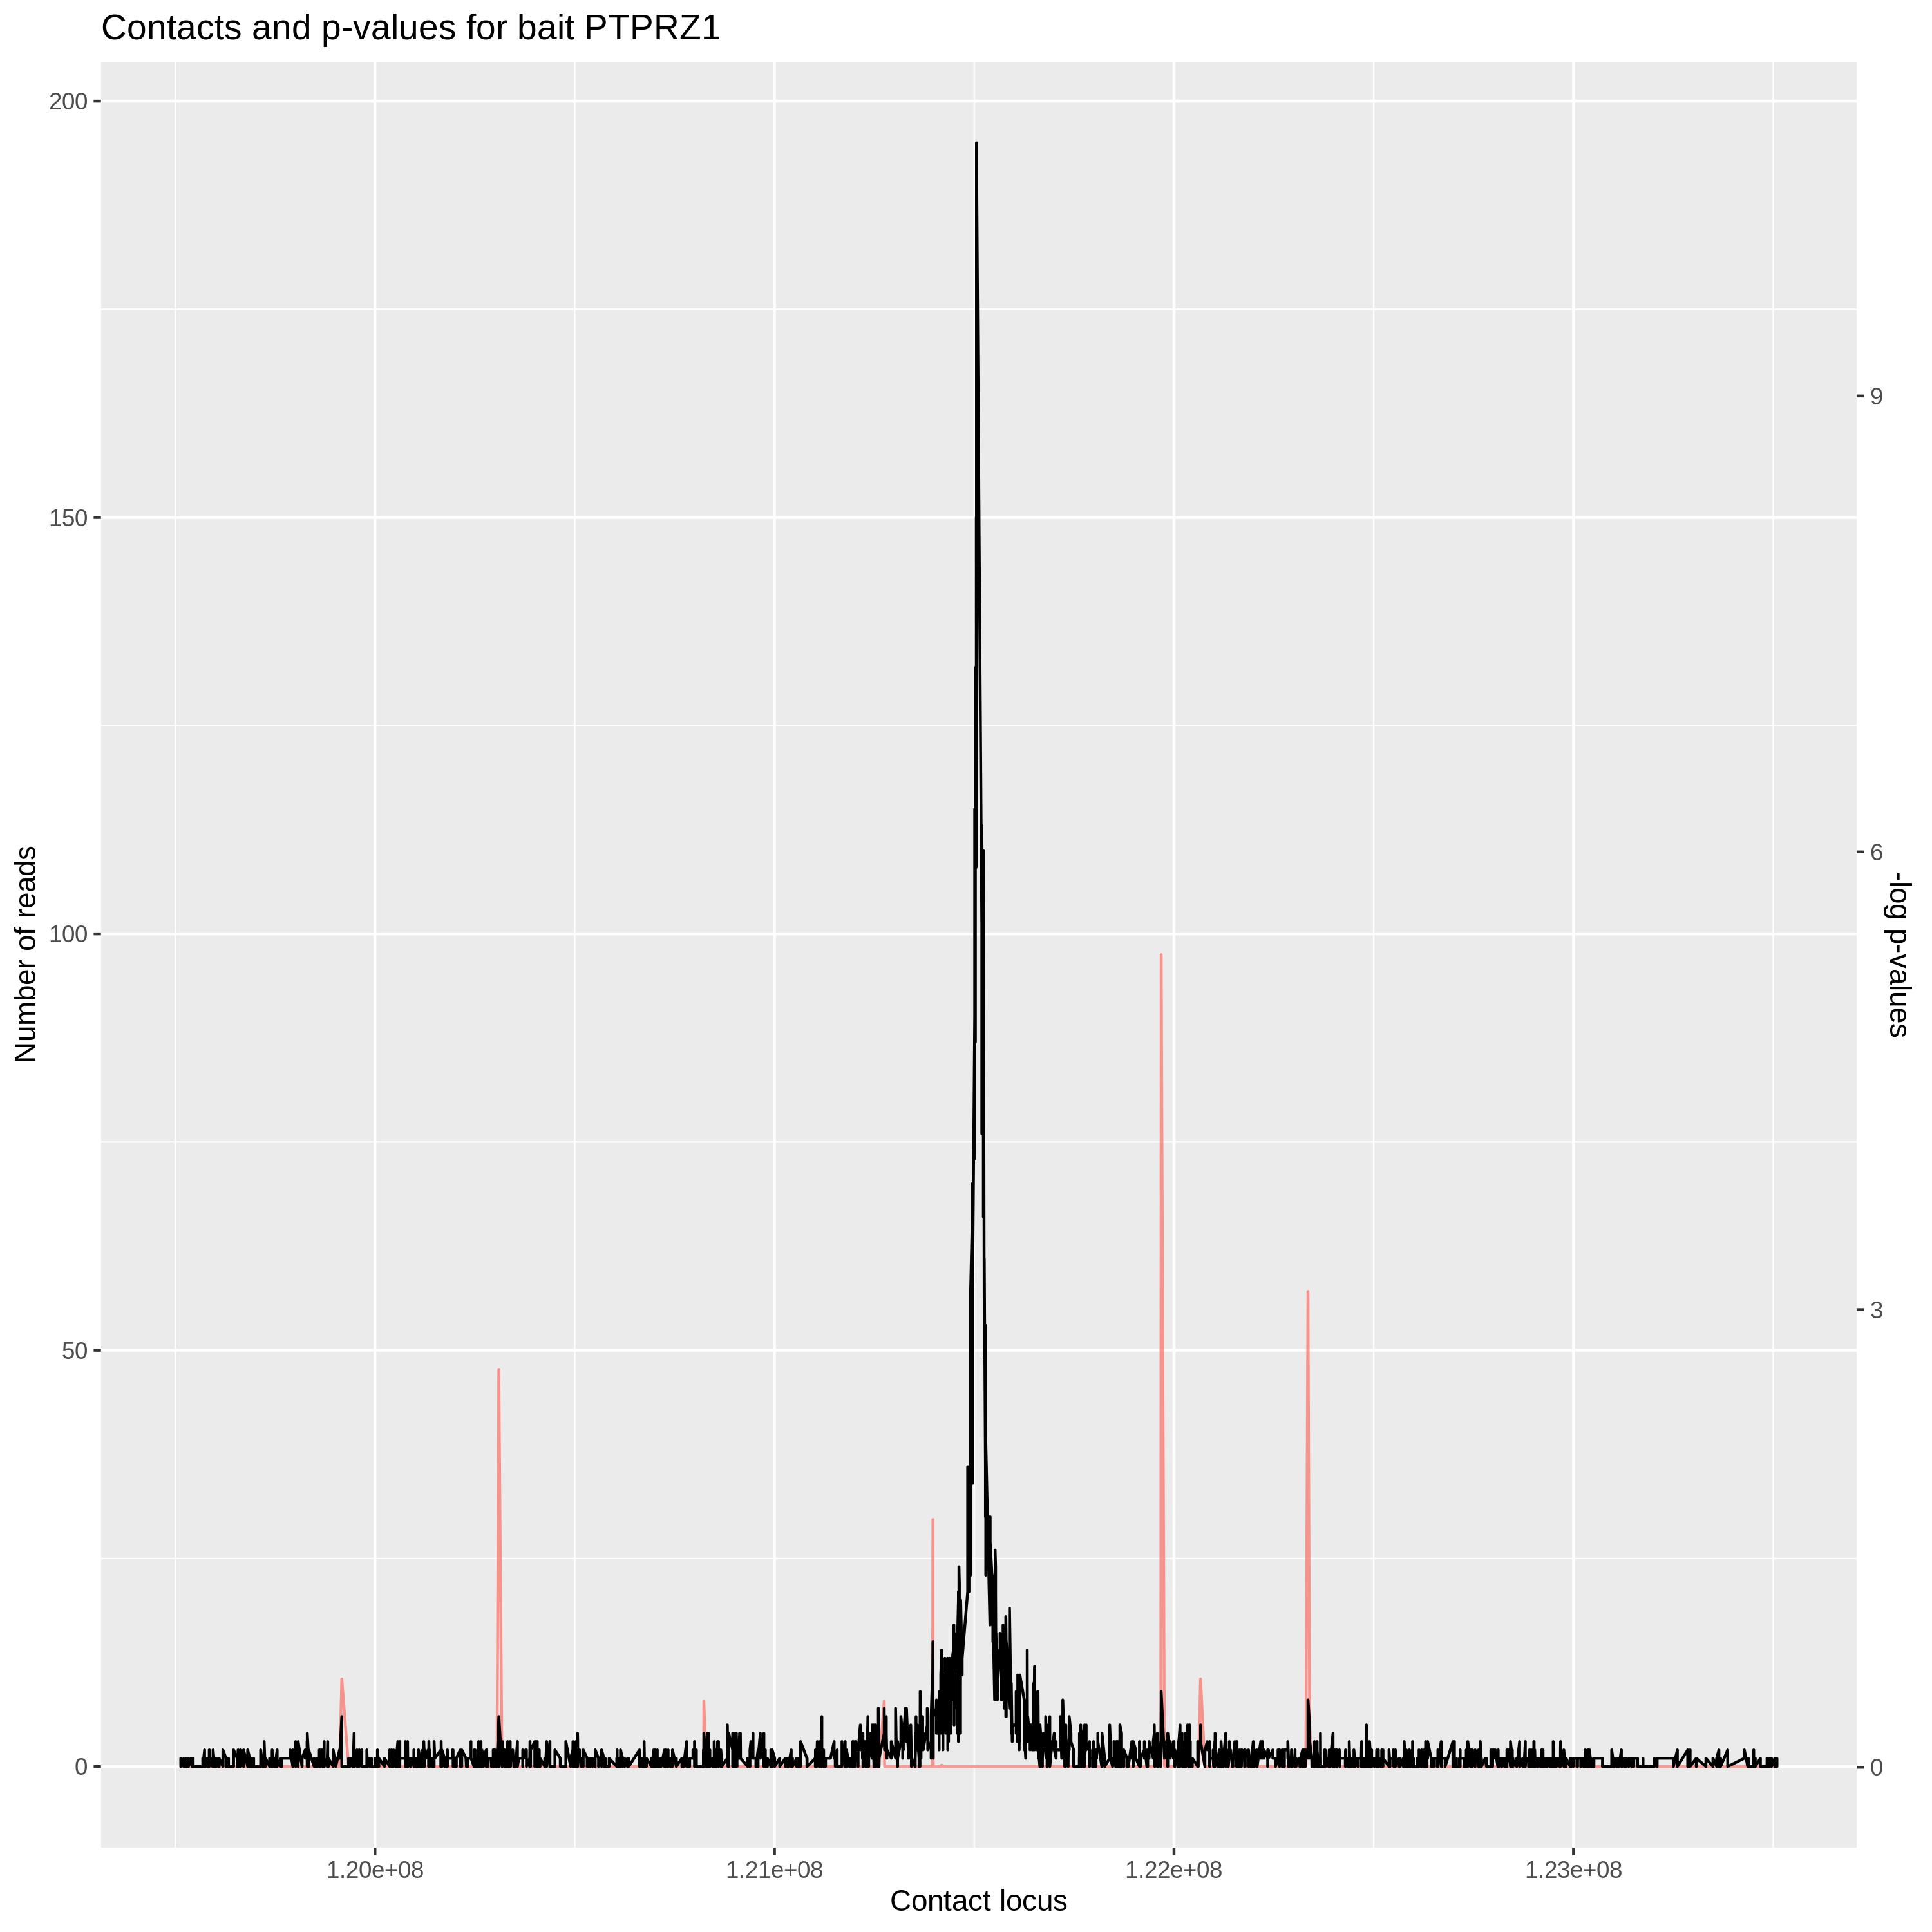 Contacts and p-values for bait PTPRZ1
200
150
100
50
0
Number of reads
9
6
3
0
-log p-values
1.20e+08
1.21e+08
1.22e+08
1.23e+08
Contact locus